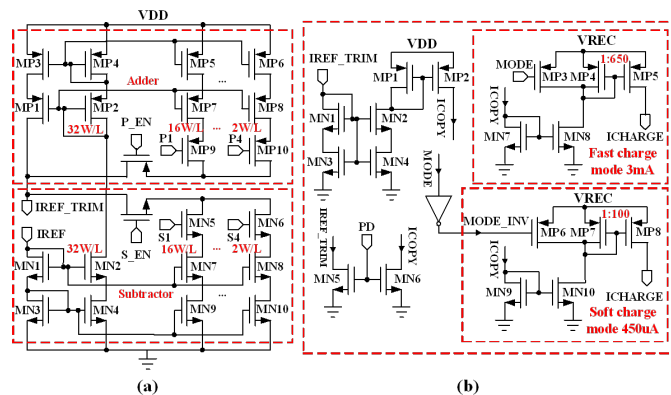 VDD
MP3 MP4 MP5 ... MP6
Adder
MP1 MP2 MP7 MP8
32W/L 16W/L ... 2W/L
P_EN P1 P4
MP9 MP10
IREF_TRIM
IREF
S_EN
S1 S4
MN5 MN6
32W/L 16W/L ... 2W/L
MN1 MN2 MN7 MN8
Subtractor
MN3 MN4 MN9 ... MN10
(a)
IREF_TRIM
VDD
MP1 MP2
MN1 MN2
ICOPY
MN3 MN4
MODE
IREF_TRIM
PD
ICOPY
MN5 MN6
MODE_INV
VREC
1:650
MODE
MP3 MP4 MP5
ICOPY
MN7 MN8
ICHARGE
Fast charge
mode 3mA
VREC
1:100
MP6 MP7 MP8
ICOPY
MN9 MN10
ICHARGE
Soft charge
mode 450uA
(b)